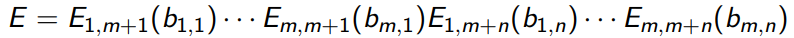 E = E_{1,m+1}(b_{1,1}) ⋯ E_{m,m+1}(b_{m,1})E_{1,m+n}(b_{1,n}) ⋯ E_{m,m+n}(b_{m,n})